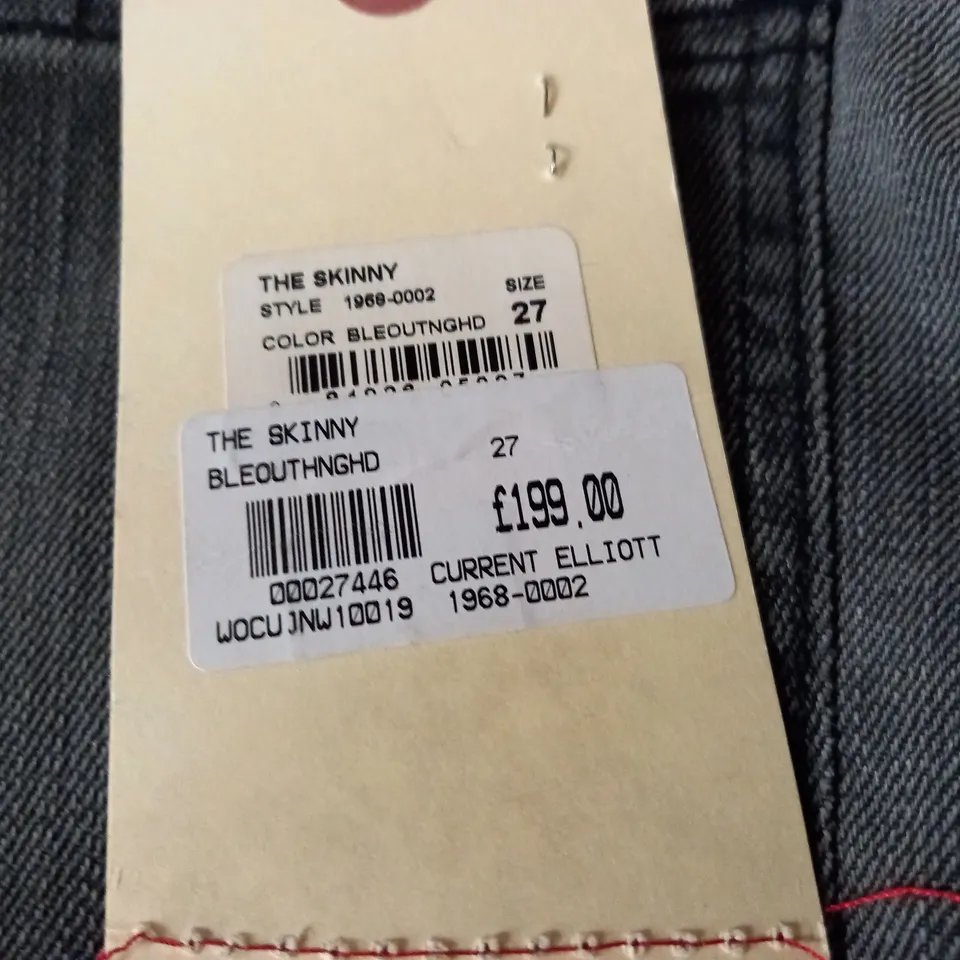 THE SKINNY
STYLE 1968-0002 SIZE
COLOR BLEOUTNGHD 27
THE SKINNY
BLEOUTHNGHD 27
£199.00
00027446 CURRENT ELLIOTT
WOCUJNW10019 1968-0002